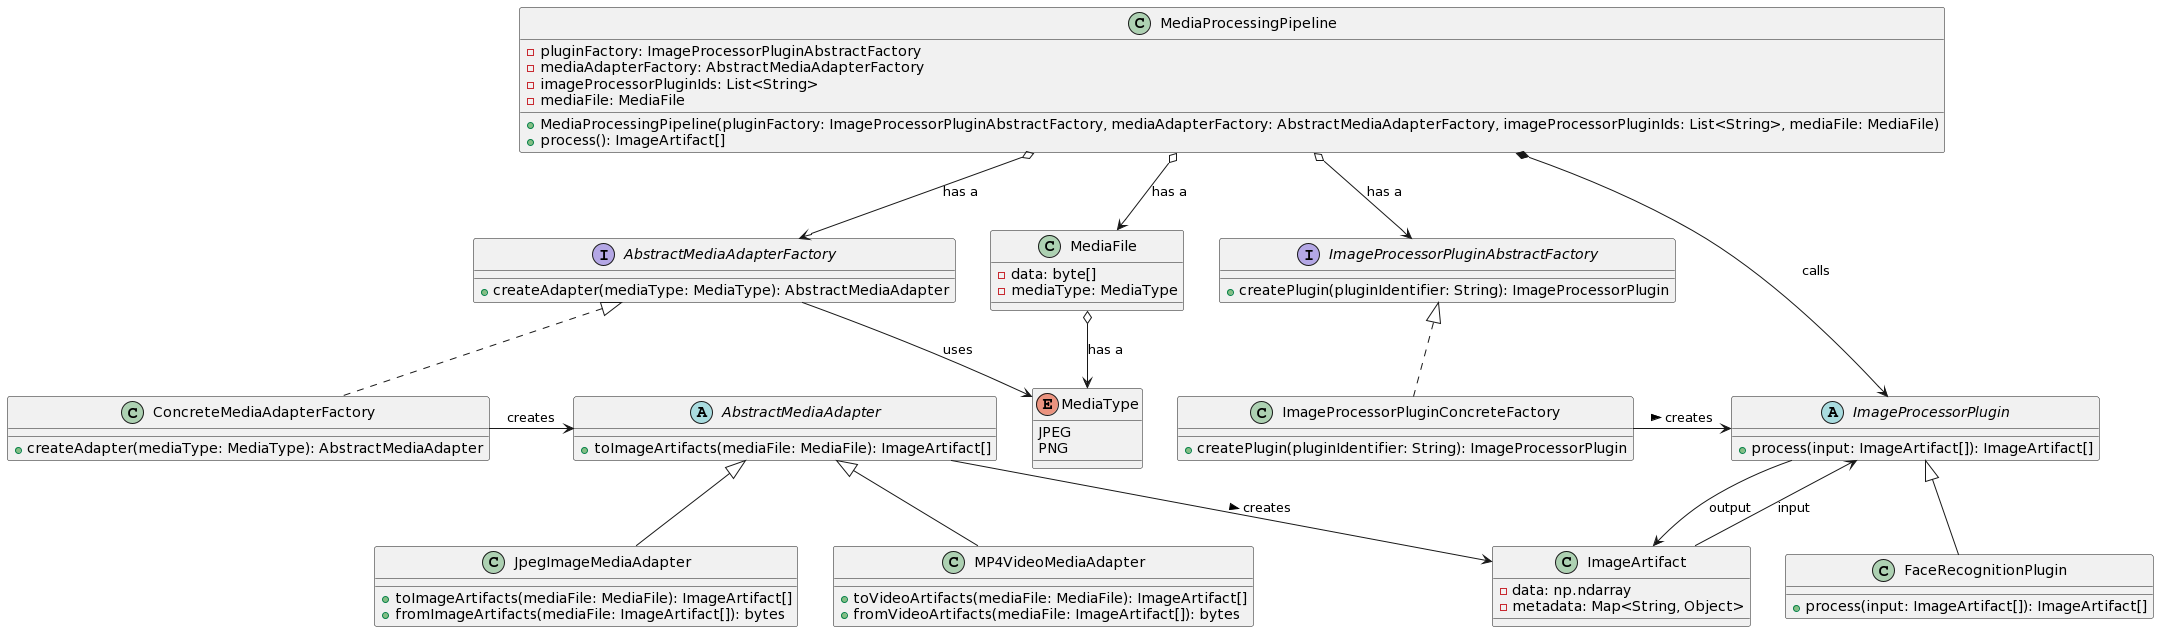 C MediaProcessingPipeline
pluginFactory: ImageProcessorPluginAbstractFactory
mediaAdapterFactory: AbstractMediaAdapterFactory
imageProcessorPluginIds: List<String>
mediaFile: MediaFile
MediaProcessingPipeline(pluginFactory: ImageProcessorPluginAbstractFactory, mediaAdapterFactory: AbstractMediaAdapterFactory, imageProcessorPluginIds: List<String>, mediaFile: MediaFile)
process(): ImageArtifact[]
has a
has a
has a
calls
I AbstractMediaAdapterFactory
createAdapter(mediaType: MediaType): AbstractMediaAdapter
C MediaFile
data: byte[]
mediaType: MediaType
I ImageProcessorPluginAbstractFactory
createPlugin(pluginIdentifier: String): ImageProcessorPlugin
uses
has a
C ConcreteMediaAdapterFactory
createAdapter(mediaType: MediaType): AbstractMediaAdapter
creates
A AbstractMediaAdapter
toImageArtifacts(mediaFile: MediaFile): ImageArtifact[]
E MediaType
JPEG
PNG
C ImageProcessorPluginConcreteFactory
createPlugin(pluginIdentifier: String): ImageProcessorPlugin
creates
A ImageProcessorPlugin
process(input: ImageArtifact[]): ImageArtifact[]
creates
output
input
C JpegImageMediaAdapter
toImageArtifacts(mediaFile: MediaFile): ImageArtifact[]
fromImageArtifacts(mediaFile: ImageArtifact[]): bytes
C MP4VideoMediaAdapter
toVideoArtifacts(mediaFile: MediaFile): ImageArtifact[]
fromVideoArtifacts(mediaFile: ImageArtifact[]): bytes
C ImageArtifact
data: np.ndarray
metadata: Map<String, Object>
C FaceRecognitionPlugin
process(input: ImageArtifact[]): ImageArtifact[]